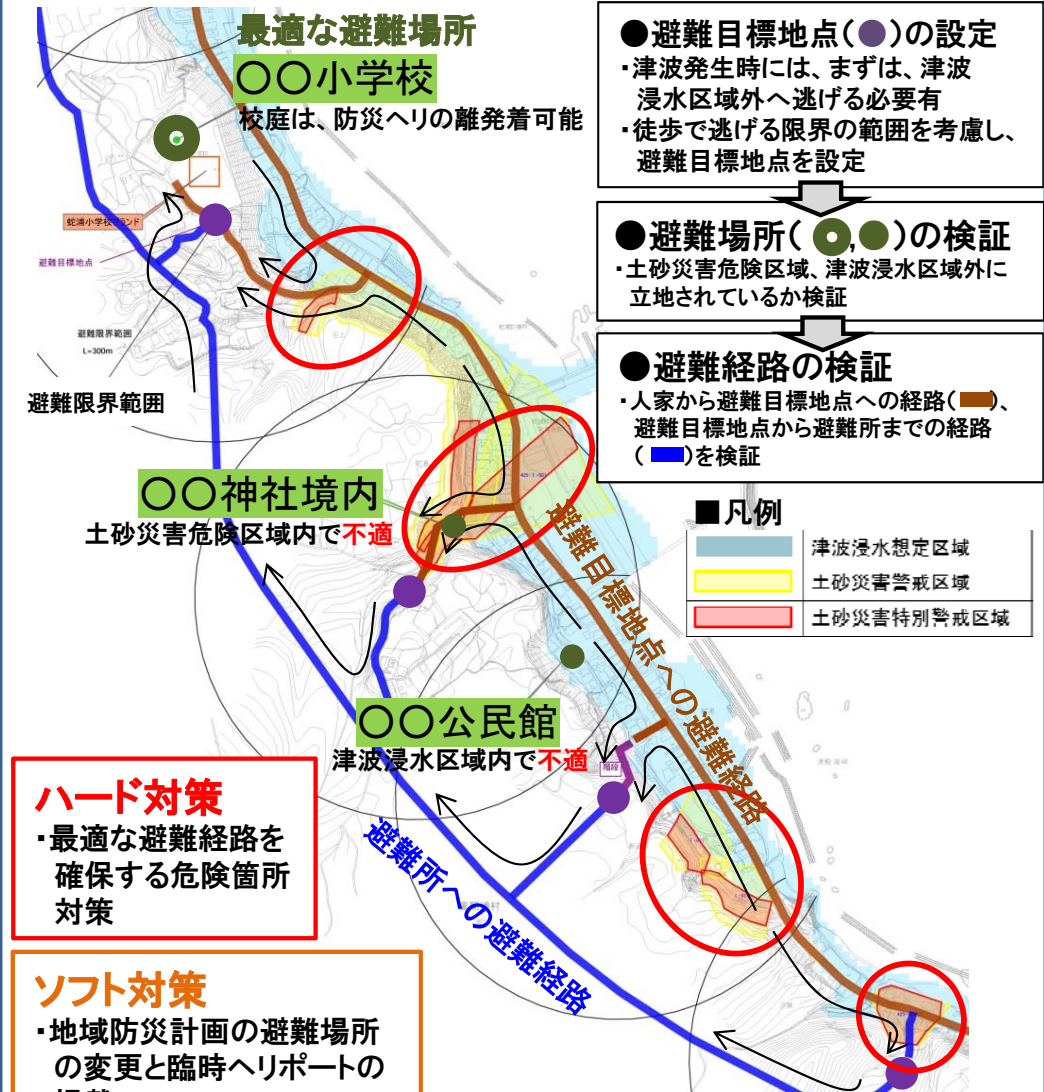 最適な避難場所
〇〇小学校
校庭は、防災ヘリの離発着可能
蛇浦小学校グランド
避難目標地点
避難限界範囲
L=300m
避難限界範囲
〇〇神社境内
土砂災害危険区域内で不適
〇〇公民館
津波浸水区域内で不適
階段
避難目標地点への避難経路
避難所への避難経路
●避難目標地点(●)の設定
・津波発生時には、まずは、津波
浸水区域外へ逃げる必要有
・徒歩で逃げる限界の範囲を考慮し、
避難目標地点を設定
●避難場所(◎,●)の検証
・土砂災害危険区域、津波浸水区域外に
立地されているか検証
●避難経路の検証
・人家から避難目標地点への経路(■)、
避難目標地点から避難所までの経路
(■)を検証
■凡例
津波浸水想定区域
土砂災害警戒区域
土砂災害特別警戒区域
ハード対策
・最適な避難経路を
確保する危険箇所
対策
ソフト対策
・地域防災計画の避難場所
の変更と臨時ヘリポートの